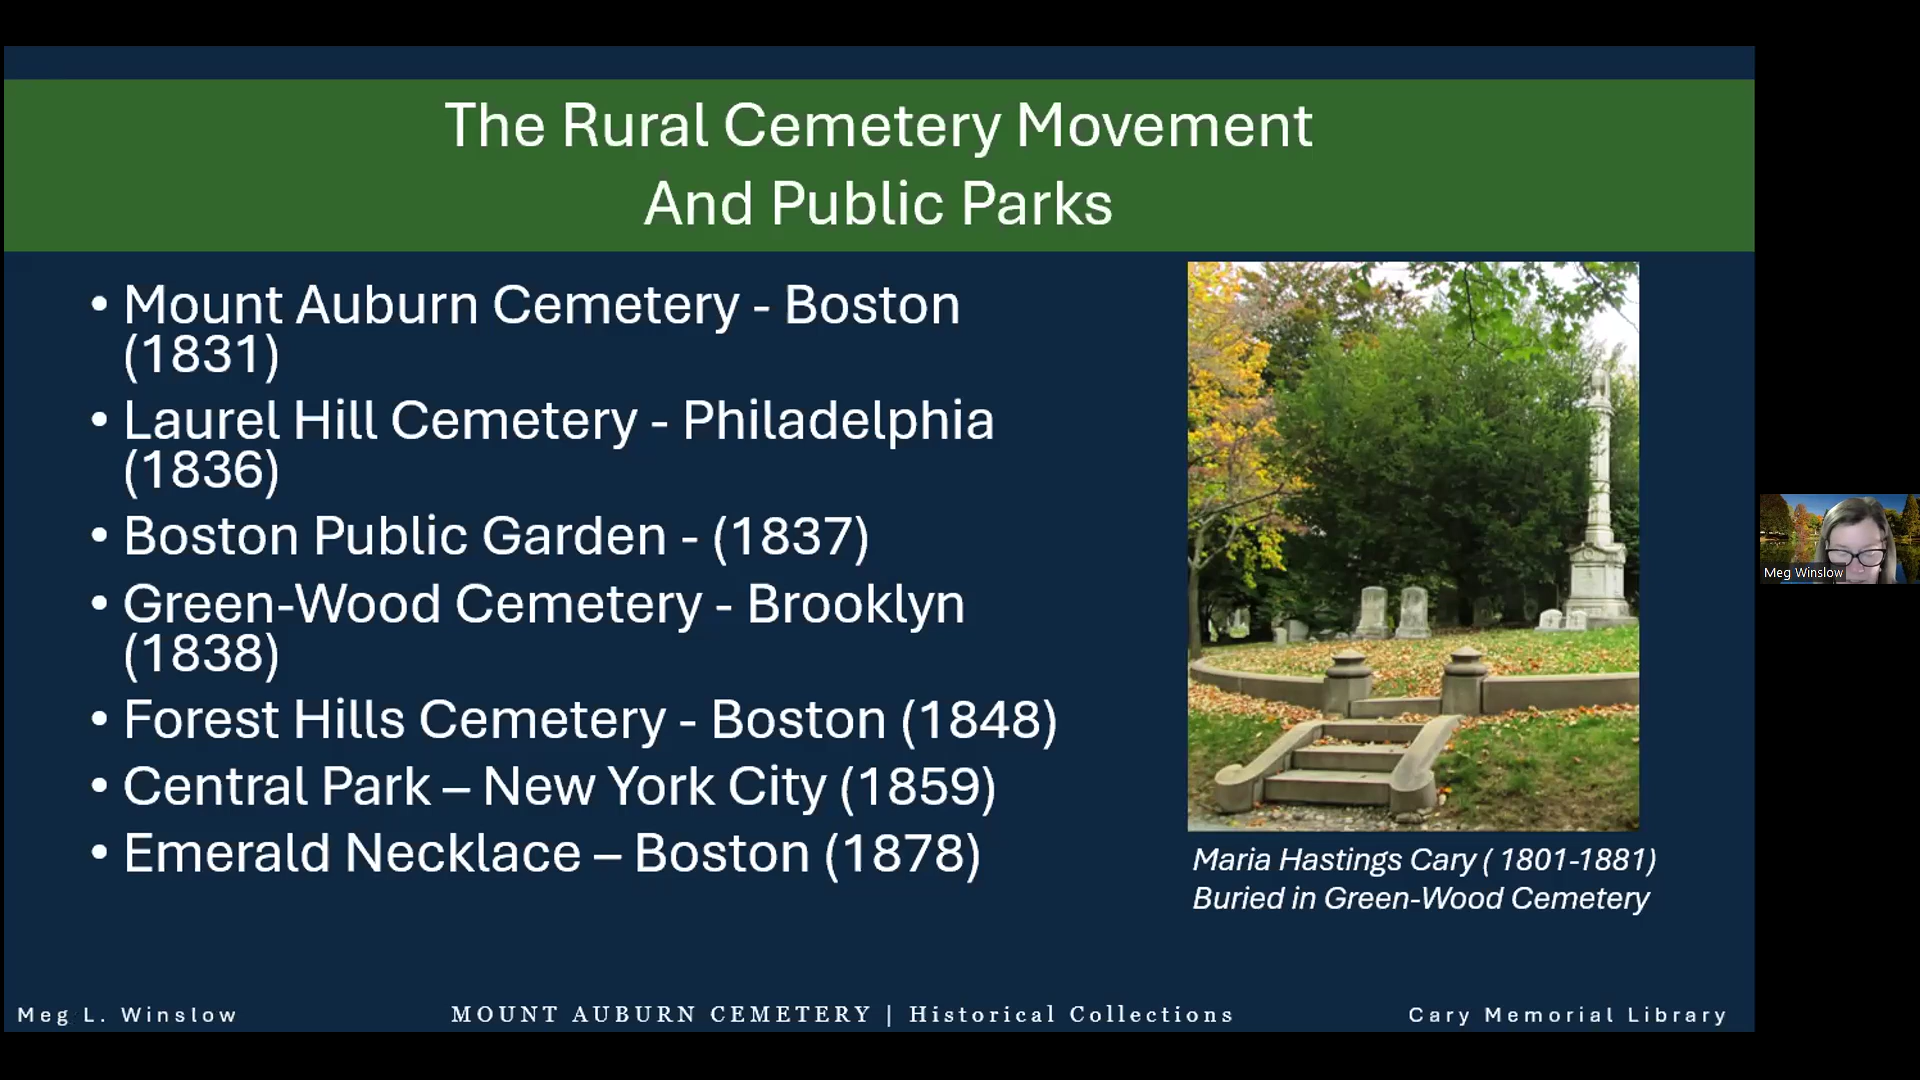 The Rural Cemetery Movement
And Public Parks
• Mount Auburn Cemetery - Boston
(1831)
• Laurel Hill Cemetery - Philadelphia
(1836)
• Boston Public Garden - (1837)
• Green-Wood Cemetery - Brooklyn
(1838)
• Forest Hills Cemetery - Boston (1848)
• Central Park – New York City (1859)
• Emerald Necklace – Boston (1878)
Maria Hastings Cary ( 1801-1881)
Buried in Green-Wood Cemetery
Meg Winslow
Meg L. Winslow
MOUNT AUBURN CEMETERY | Historical Collections
Cary Memorial Library